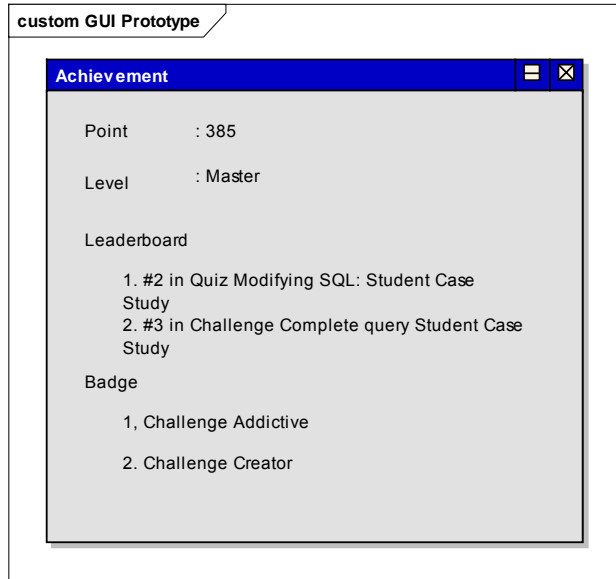 custom GUI Prototype
Achievement
Point : 385
Level : Master
Leaderboard
1. #2 in Quiz Modifying SQL: Student Case
Study
2. #3 in Challenge Complete query Student Case
Study
Badge
1, Challenge Addictive
2. Challenge Creator